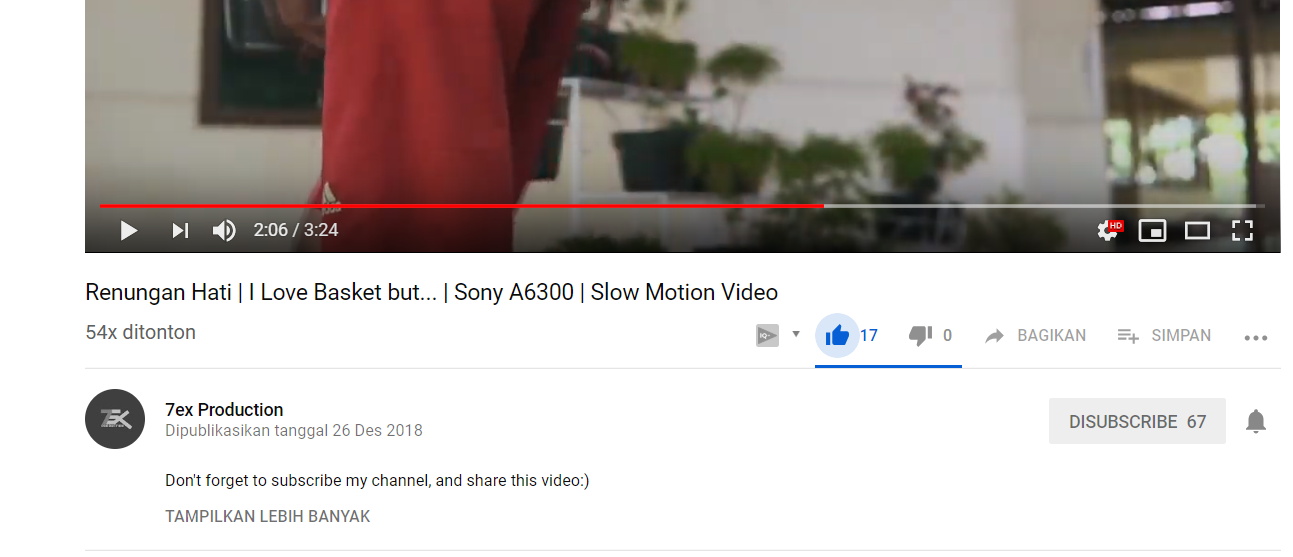 2:06 / 3:24
HD
Renungan Hati | I Love Basket but... | Sony A6300 | Slow Motion Video
54x ditonton
17
0
BAGIKAN
SIMPAN
7ex Production
Dipublikasikan tanggal 26 Des 2018
DISUBSCRIBE 67
Don't forget to subscribe my channel, and share this video:)
TAMPILKAN LEBIH BANYAK